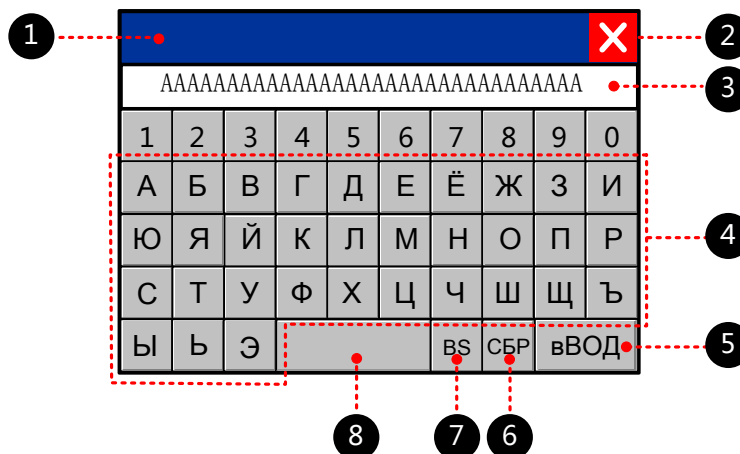 1 2
AAAAAAAAAAAAAAAAAAAAAAAAAAAAAAAA 3
1 2 3 4 5 6 7 8 9 0
А Б В Г Д Е Ё Ж З И
Ю Я Й К Л М Н О П Р 4
С Т У Ф Х Ц Ч Ш Щ Ъ
Ы Ь Э BS СБР вВОД 5
8 7 6